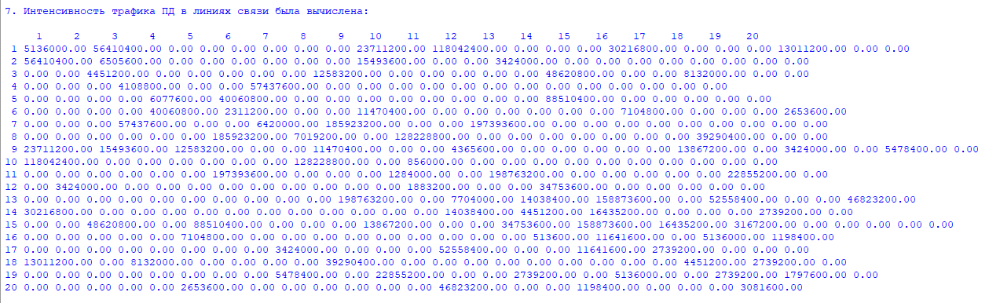 7. Интенсивность трафика ПД в линиях связи была вычислена:
1 2 3 4 5 6 7 8 9 10 11 12 13 14 15 16 17 18 19 20
1 5136000.00 56410400.00 0.00 0.00 0.00 0.00 0.00 0.00 23711200.00 118042400.00 0.00 0.00 0.00 30216800.00 0.00 0.00 0.00 13011200.00 0.00 0.00
2 56410400.00 6505600.00 0.00 0.00 0.00 0.00 0.00 0.00 15493600.00 0.00 0.00 3424000.00 0.00 0.00 0.00 0.00 0.00 0.00 0.00 0.00
3 0.00 0.00 4451200.00 0.00 0.00 0.00 0.00 0.00 12583200.00 0.00 0.00 0.00 0.00 0.00 48620800.00 0.00 0.00 8132000.00 0.00 0.00
4 0.00 0.00 0.00 4108800.00 0.00 0.00 57437600.00 0.00 0.00 0.00 0.00 0.00 0.00 0.00 0.00 0.00 0.00 0.00 0.00 0.00
5 0.00 0.00 0.00 0.00 6077600.00 40060800.00 0.00 0.00 0.00 0.00 0.00 0.00 0.00 0.00 88510400.00 0.00 0.00 0.00 0.00 0.00
6 0.00 0.00 0.00 0.00 40060800.00 2311200.00 0.00 0.00 11470400.00 0.00 0.00 0.00 0.00 0.00 0.00 7104800.00 0.00 0.00 0.00 2653600.00
7 0.00 0.00 0.00 57437600.00 0.00 0.00 6420000.00 185923200.00 0.00 0.00 197393600.00 0.00 0.00 0.00 0.00 0.00 0.00 0.00 0.00 0.00
8 0.00 0.00 0.00 0.00 0.00 0.00 185923200.00 7019200.00 0.00 128228800.00 0.00 0.00 0.00 0.00 0.00 0.00 0.00 39290400.00 0.00 0.00
9 23711200.00 15493600.00 12583200.00 0.00 0.00 11470400.00 0.00 0.00 4365600.00 0.00 0.00 0.00 0.00 0.00 13867200.00 0.00 3424000.00 0.00 5478400.00 0.00
10 118042400.00 0.00 0.00 0.00 0.00 0.00 0.00 128228800.00 0.00 856000.00 0.00 0.00 0.00 0.00 0.00 0.00 0.00 0.00 0.00 0.00
11 0.00 0.00 0.00 0.00 0.00 0.00 197393600.00 0.00 0.00 0.00 1284000.00 0.00 198763200.00 0.00 0.00 0.00 0.00 0.00 22855200.00 0.00
12 0.00 3424000.00 0.00 0.00 0.00 0.00 0.00 0.00 0.00 0.00 0.00 1883200.00 0.00 0.00 34753600.00 0.00 0.00 0.00 0.00 0.00
13 0.00 0.00 0.00 0.00 0.00 0.00 0.00 0.00 0.00 0.00 198763200.00 0.00 7704000.00 14038400.00 158873600.00 0.00 52558400.00 0.00 0.00 46823200.00
14 30216800.00 0.00 0.00 0.00 0.00 0.00 0.00 0.00 0.00 0.00 0.00 0.00 14038400.00 4451200.00 16435200.00 0.00 0.00 0.00 2739200.00 0.00
15 0.00 0.00 48620800.00 0.00 88510400.00 0.00 0.00 0.00 13867200.00 0.00 0.00 34753600.00 158873600.00 16435200.00 3167200.00 0.00 0.00 0.00 0.00 0.00
16 0.00 0.00 0.00 0.00 0.00 7104800.00 0.00 0.00 0.00 0.00 0.00 0.00 0.00 0.00 0.00 513600.00 11641600.00 0.00 5136000.00 1198400.00
17 0.00 0.00 0.00 0.00 0.00 0.00 0.00 0.00 3424000.00 0.00 0.00 0.00 52558400.00 0.00 0.00 11641600.00 2739200.00 0.00 0.00 0.00
18 13011200.00 0.00 8132000.00 0.00 0.00 0.00 0.00 39290400.00 0.00 0.00 0.00 0.00 0.00 0.00 0.00 0.00 0.00 4451200.00 2739200.00 0.00
19 0.00 0.00 0.00 0.00 0.00 0.00 0.00 0.00 5478400.00 0.00 22855200.00 0.00 0.00 2739200.00 0.00 5136000.00 0.00 2739200.00 1797600.00 0.00
20 0.00 0.00 0.00 0.00 0.00 2653600.00 0.00 0.00 0.00 0.00 0.00 0.00 46823200.00 0.00 0.00 1198400.00 0.00 0.00 0.00 3081600.00